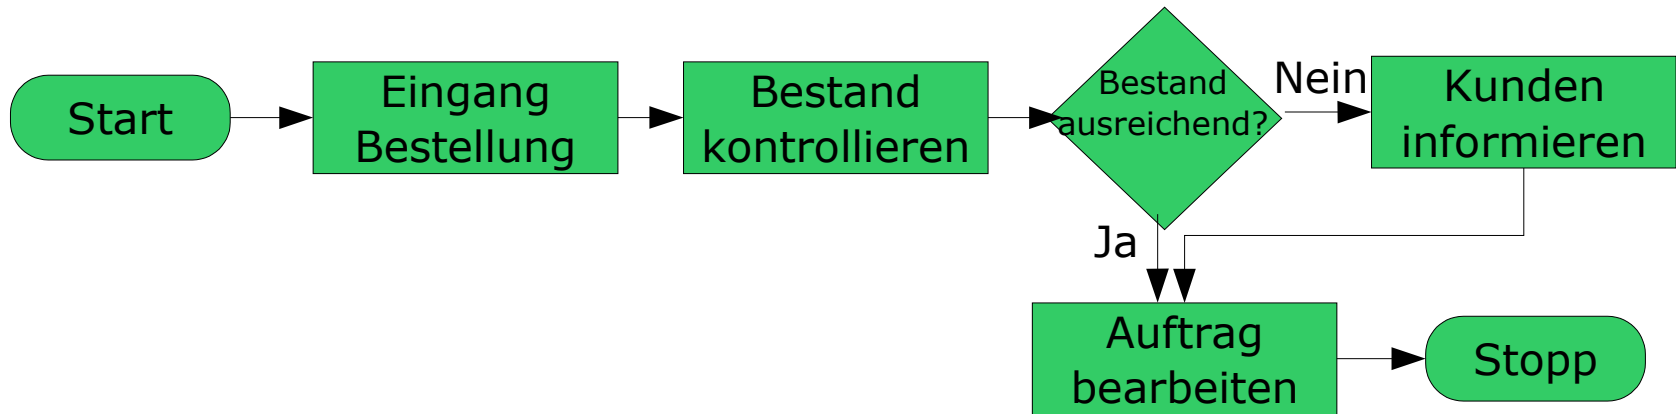 Start
Eingang
Bestellung
Bestand
kontrollieren
Bestand
ausreichend?
Nein
Kunden
informieren
Ja
Auftrag
bearbeiten
Stopp